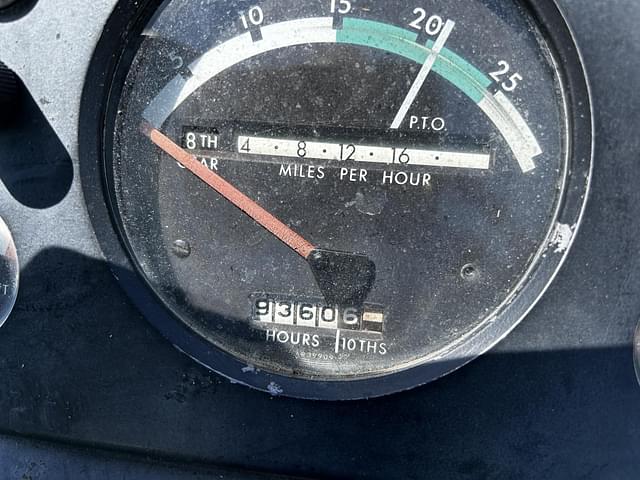 5 10 15 20 25
P.T.O.
8TH GEAR
4 · 8 · 12 · 16 ·
MILES PER HOUR
93606
HOURS 10THS